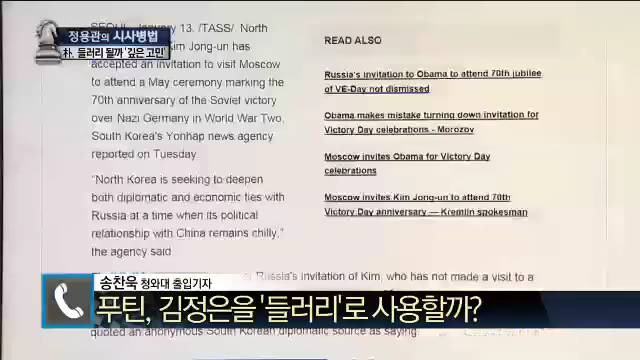 정용관의 시사병법
朴, 들러리 될까 '깊은 고민'
SEOUL, January 13. /TASS/ North
Kim Jong-un has
accepted an invitation to visit Moscow
to attend a May ceremony marking the
70th anniversary of the Soviet victory
over Nazi Germany in World War Two,
South Korea's Yonhap news agency
reported on Tuesday.
"North Korea is seeking to deepen
both diplomatic and economic ties with
Russia at a time when its political
relationship with China remains chilly,"
the agency said
READ ALSO
Russia's invitation to Obama to attend 70th jubilee
of VE-Day not dismissed
Obama makes mistake turning down invitation for
Victory Day celebrations - Morozov
Moscow invites Obama for Victory Day
celebrations
Moscow invites Kim Jong-un to attend 70th
Victory Day anniversary — Kremlin spokesman
Russia's invitation of Kim, who has not made a visit to a
송찬욱 청와대 출입기자
푸틴, 김정은을 '들러리'로 사용할까?
quoted an anonymous South Korean diplomatic source as saying.